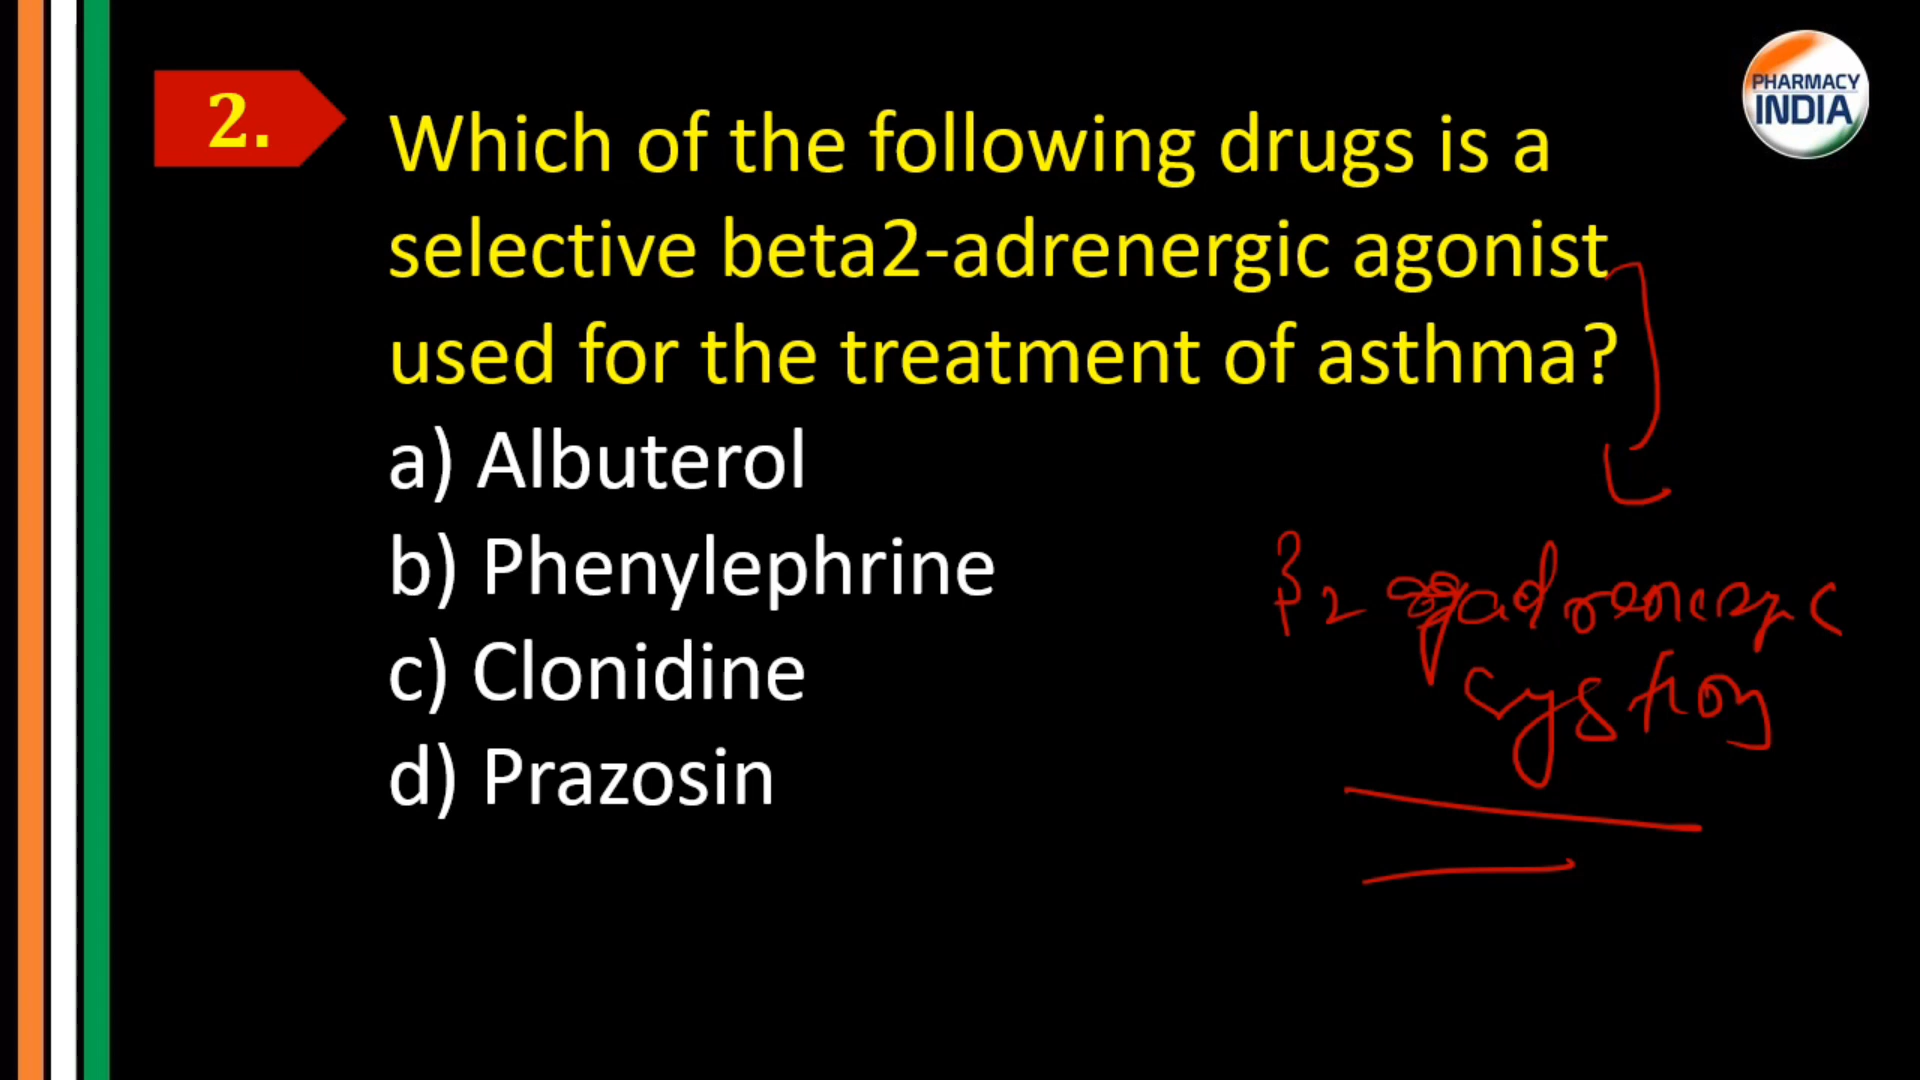 2.
Which of the following drugs is a
selective beta2-adrenergic agonist
used for the treatment of asthma?
a) Albuterol
b) Phenylephrine
c) Clonidine
d) Prazosin
PHARMACY
INDIA
β2 adrenergic